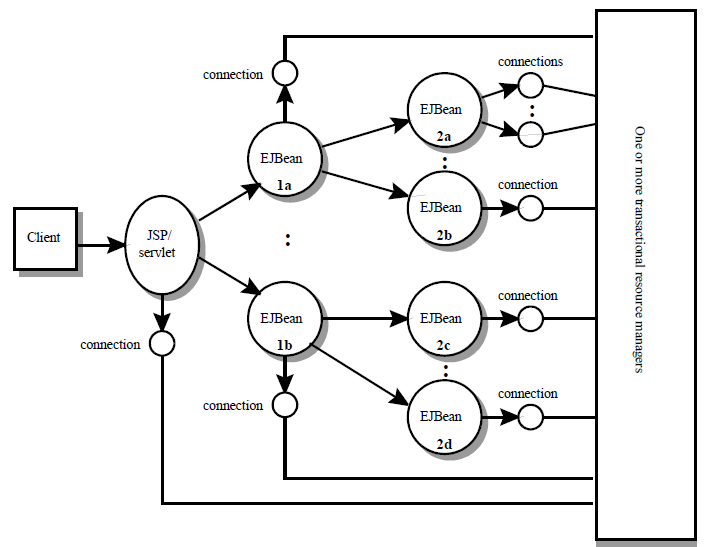 connections
connection
EJBean
2a
EJBean
1a
connection
EJBean
2b
Client
JSP/
servlet
One or more transactional resource managers
connection
EJBean
1b
EJBean
2c
connection
connection
EJBean
2d
connection